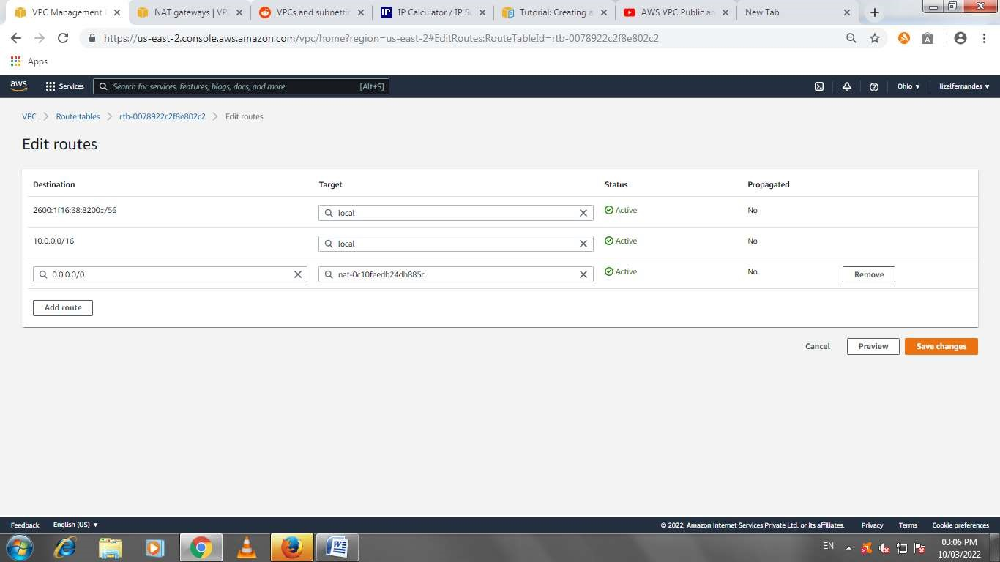 VPC Management C
NAT gateways | VPC
VPCs and subnettin
IP
IP Calculator / IP Su
Tutorial: Creating a
AWS VPC Public an
New Tab
https://us-east-2.console.aws.amazon.com/vpc/home?region=us-east-2#EditRoutes:RouteTableId=rtb-0078922c2f8e802c2
Apps
aws
Services
Search for services, features, blogs, docs, and more
[Alt+S]
Ohio
lizelfernandes
VPC
Route tables
rtb-0078922c2f8e802c2
Edit routes
Edit routes
Destination Target Status Propagated
2600:1f16:38:8200::/56 local Active No
10.0.0.0/16 local Active No
0.0.0.0/0 nat-0c10feedb24db885c Active No Remove
Add route
Cancel Preview Save changes
Feedback English (US) © 2022, Amazon Internet Services Private Ltd. or its affiliates. Privacy Terms Cookie preferences
EN
03:06 PM
10/03/2022